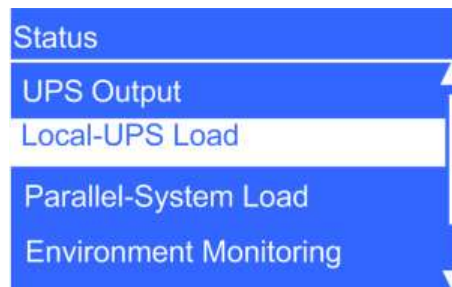 Status
UPS Output
Local-UPS Load
Parallel-System Load
Environment Monitoring